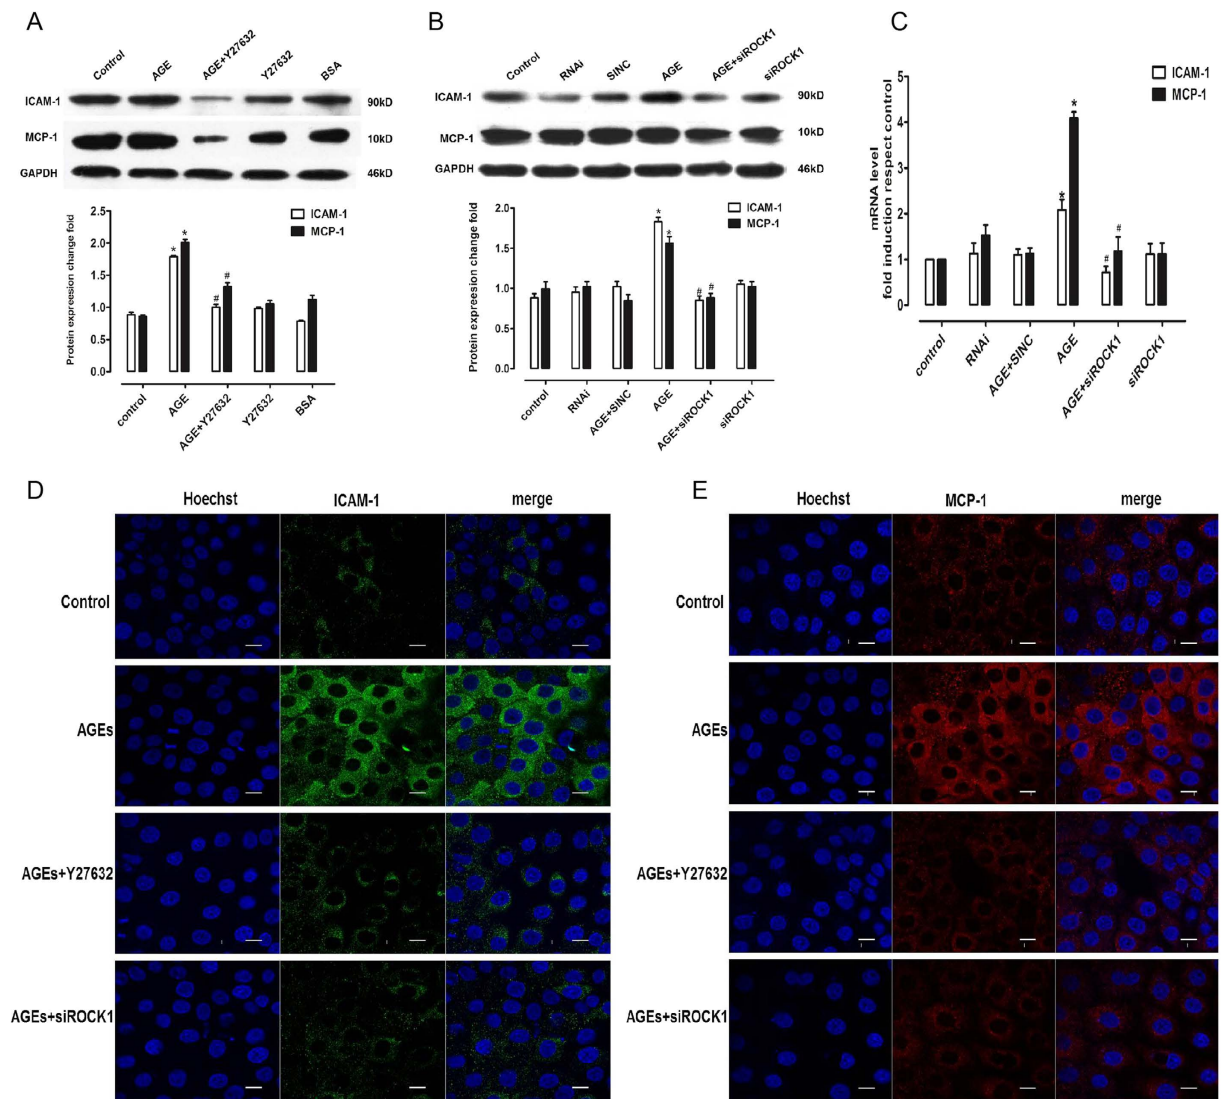 A
Control
AGE
AGE+Y27632
Y27632
BSA
ICAM-1
90kD
MCP-1
10kD
GAPDH
46kD
ICAM-1
MCP-1
Protein expreesion change fold
2.5
2.0
1.5
1.0
0.5
0.0
*
*
#
#
control
AGE
AGE+Y27632
Y27632
BSA
B
Control
RNAi
SINC
AGE
AGE+siROCK1
siROCK1
ICAM-1
90kD
MCP-1
10kD
GAPDH
46kD
ICAM-1
MCP-1
Protein expreesion change fold
2.0
1.5
1.0
0.5
0.0
*
*
#
#
control
RNAi
AGE+SINC
AGE
AGE+siROCK1
siROCK1
C
ICAM-1
MCP-1
mRNA level
fold induction respect control
5
4
3
2
1
0
*
*
#
#
control
RNAi
AGE+SINC
AGE
AGE+siROCK1
siROCK1
D
Hoechst
ICAM-1
merge
Control
AGEs
AGEs+Y27632
AGEs+siROCK1
E
Hoechst
MCP-1
merge
Control
AGEs
AGEs+Y27632
AGEs+siROCK1